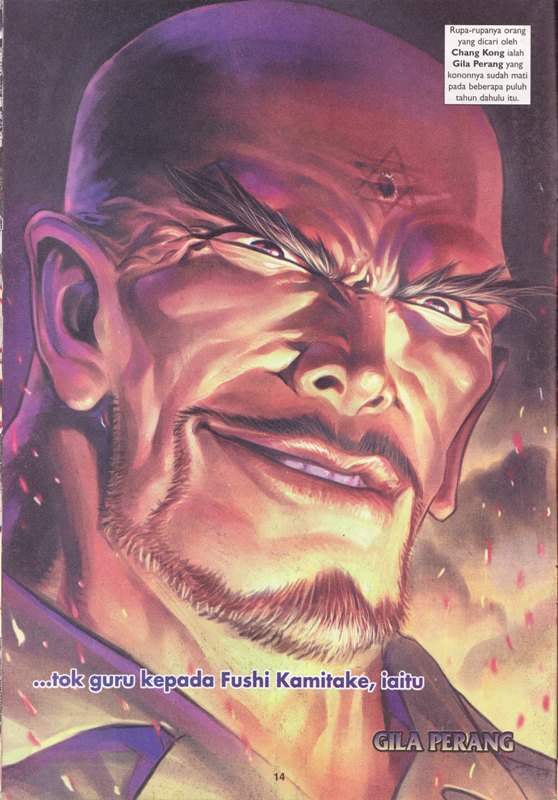 Rupa-rupanya orang
yang dicari oleh
Chang Kong ialah
Gila Perang yang
kononnya sudah mati
pada beberapa puluh
tahun dahulu itu.
...tok guru kepada Fushi Kamitake, iaitu
GILA PERANG
14